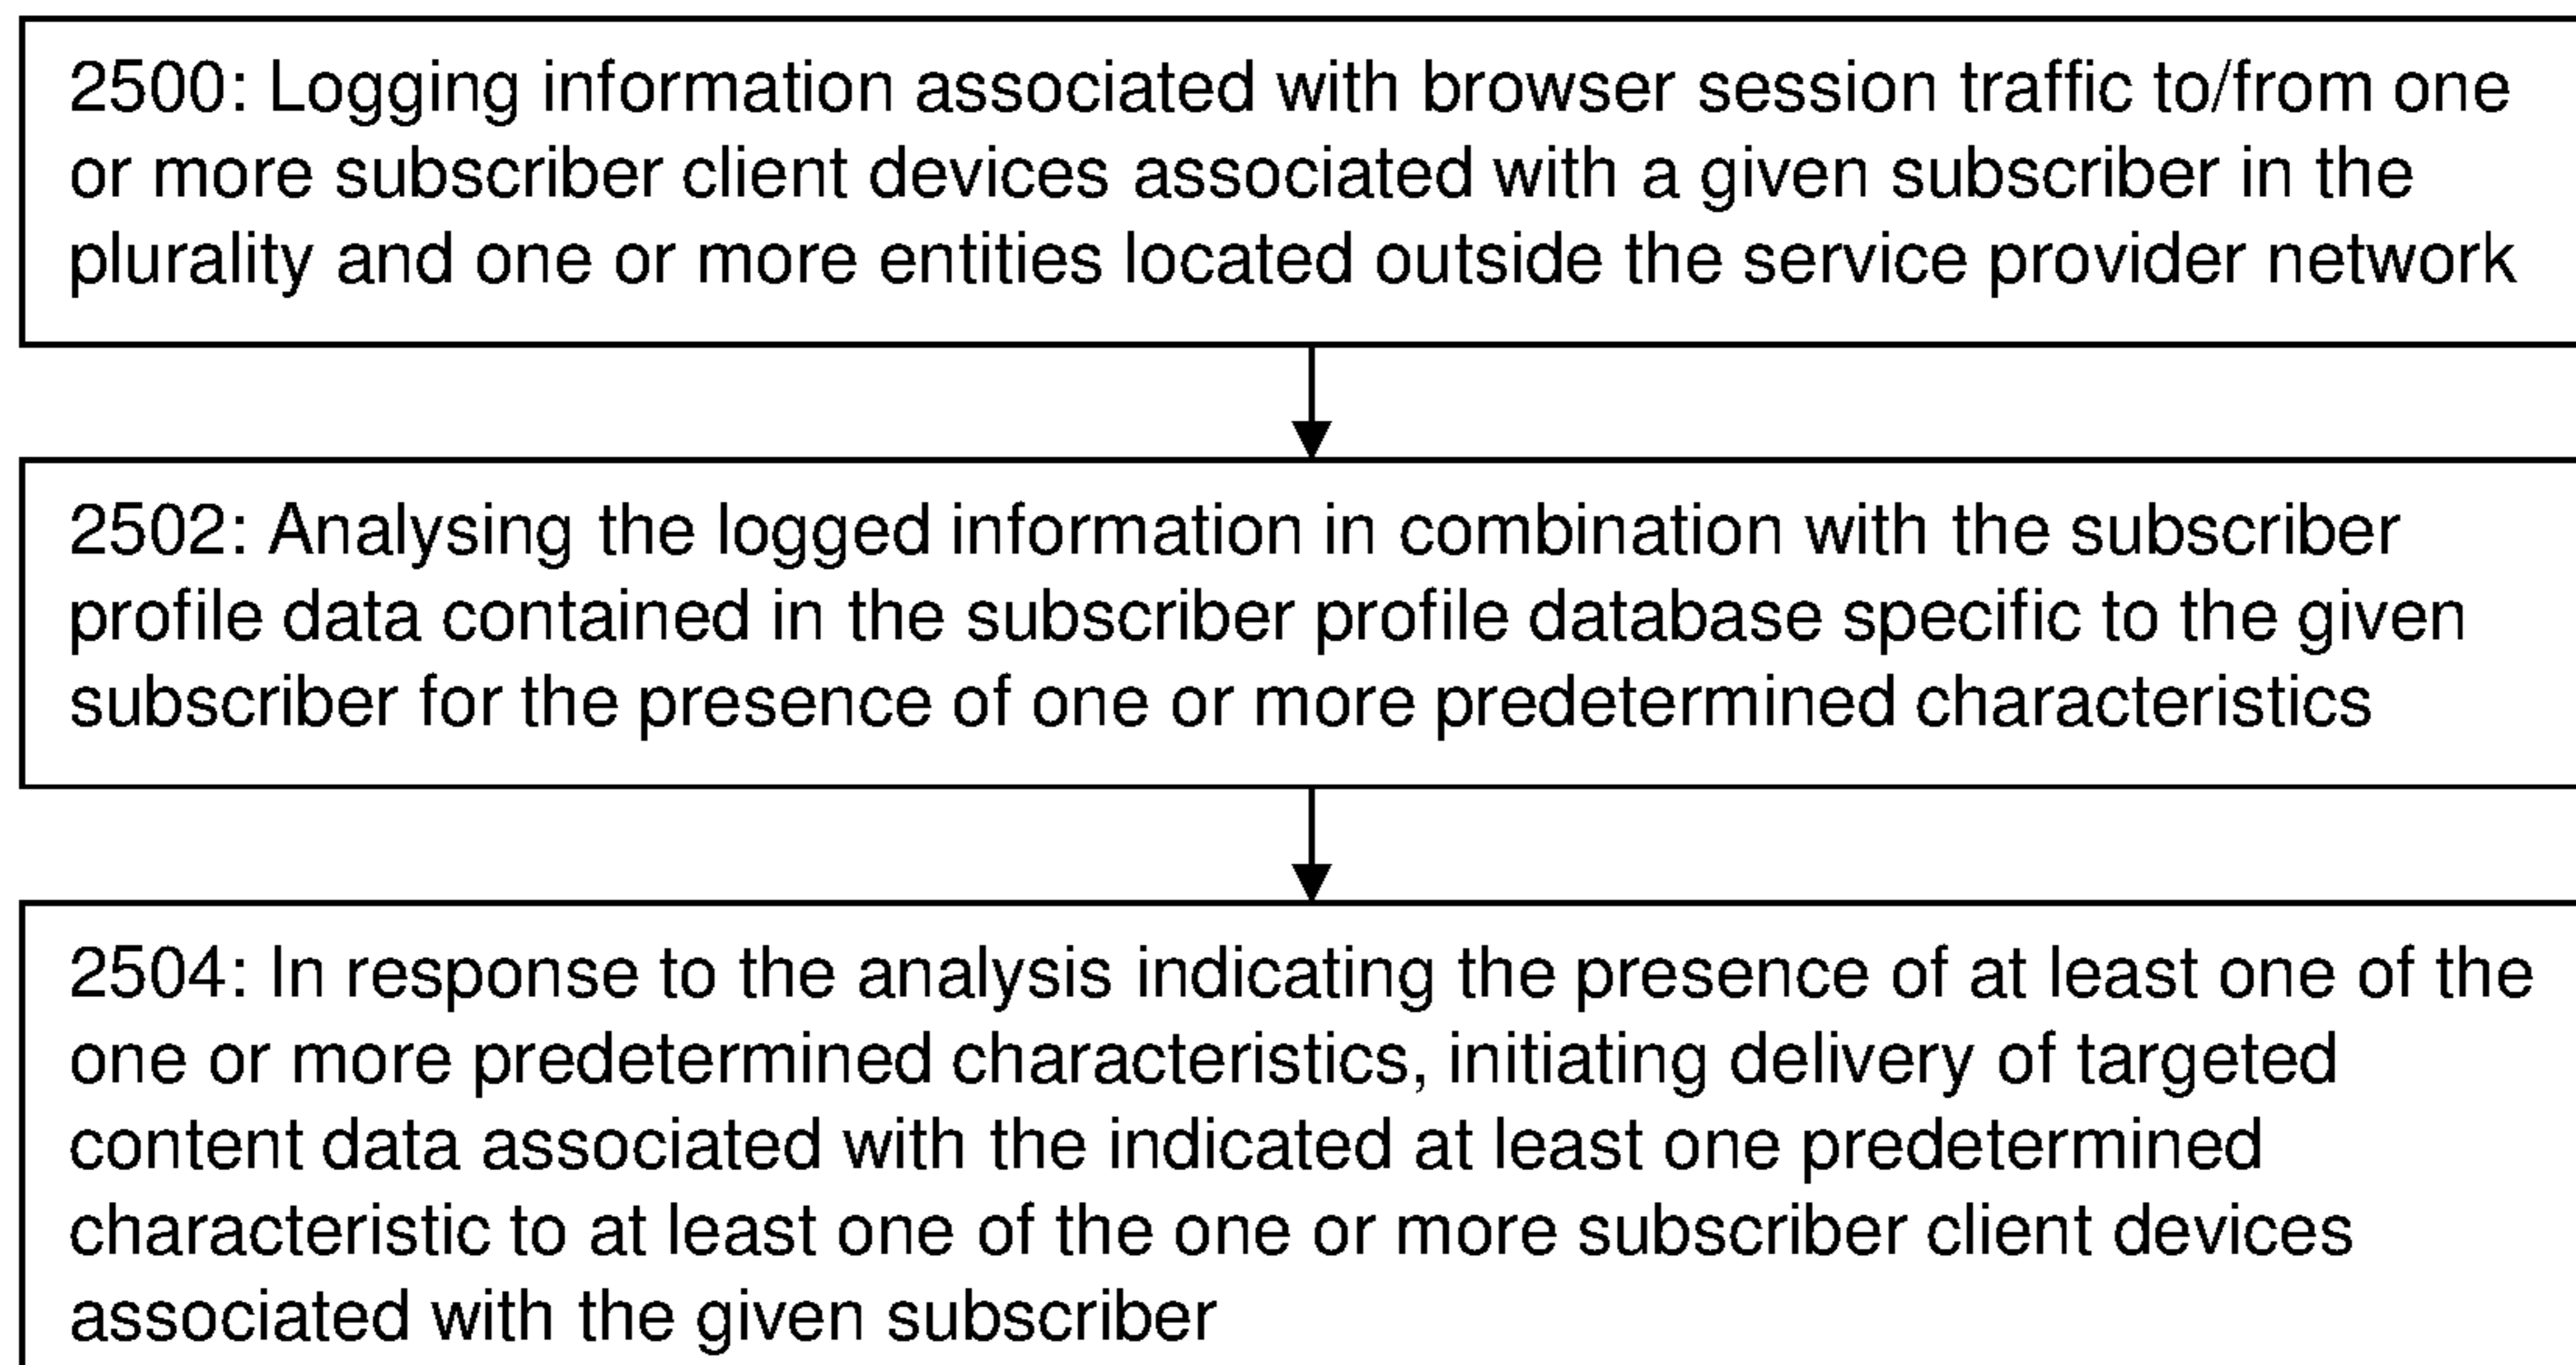 2500: Logging information associated with browser session traffic to/from one
or more subscriber client devices associated with a given subscriber in the
plurality and one or more entities located outside the service provider network
2502: Analysing the logged information in combination with the subscriber
profile data contained in the subscriber profile database specific to the given
subscriber for the presence of one or more predetermined characteristics
2504: In response to the analysis indicating the presence of at least one of the
one or more predetermined characteristics, initiating delivery of targeted
content data associated with the indicated at least one predetermined
characteristic to at least one of the one or more subscriber client devices
associated with the given subscriber